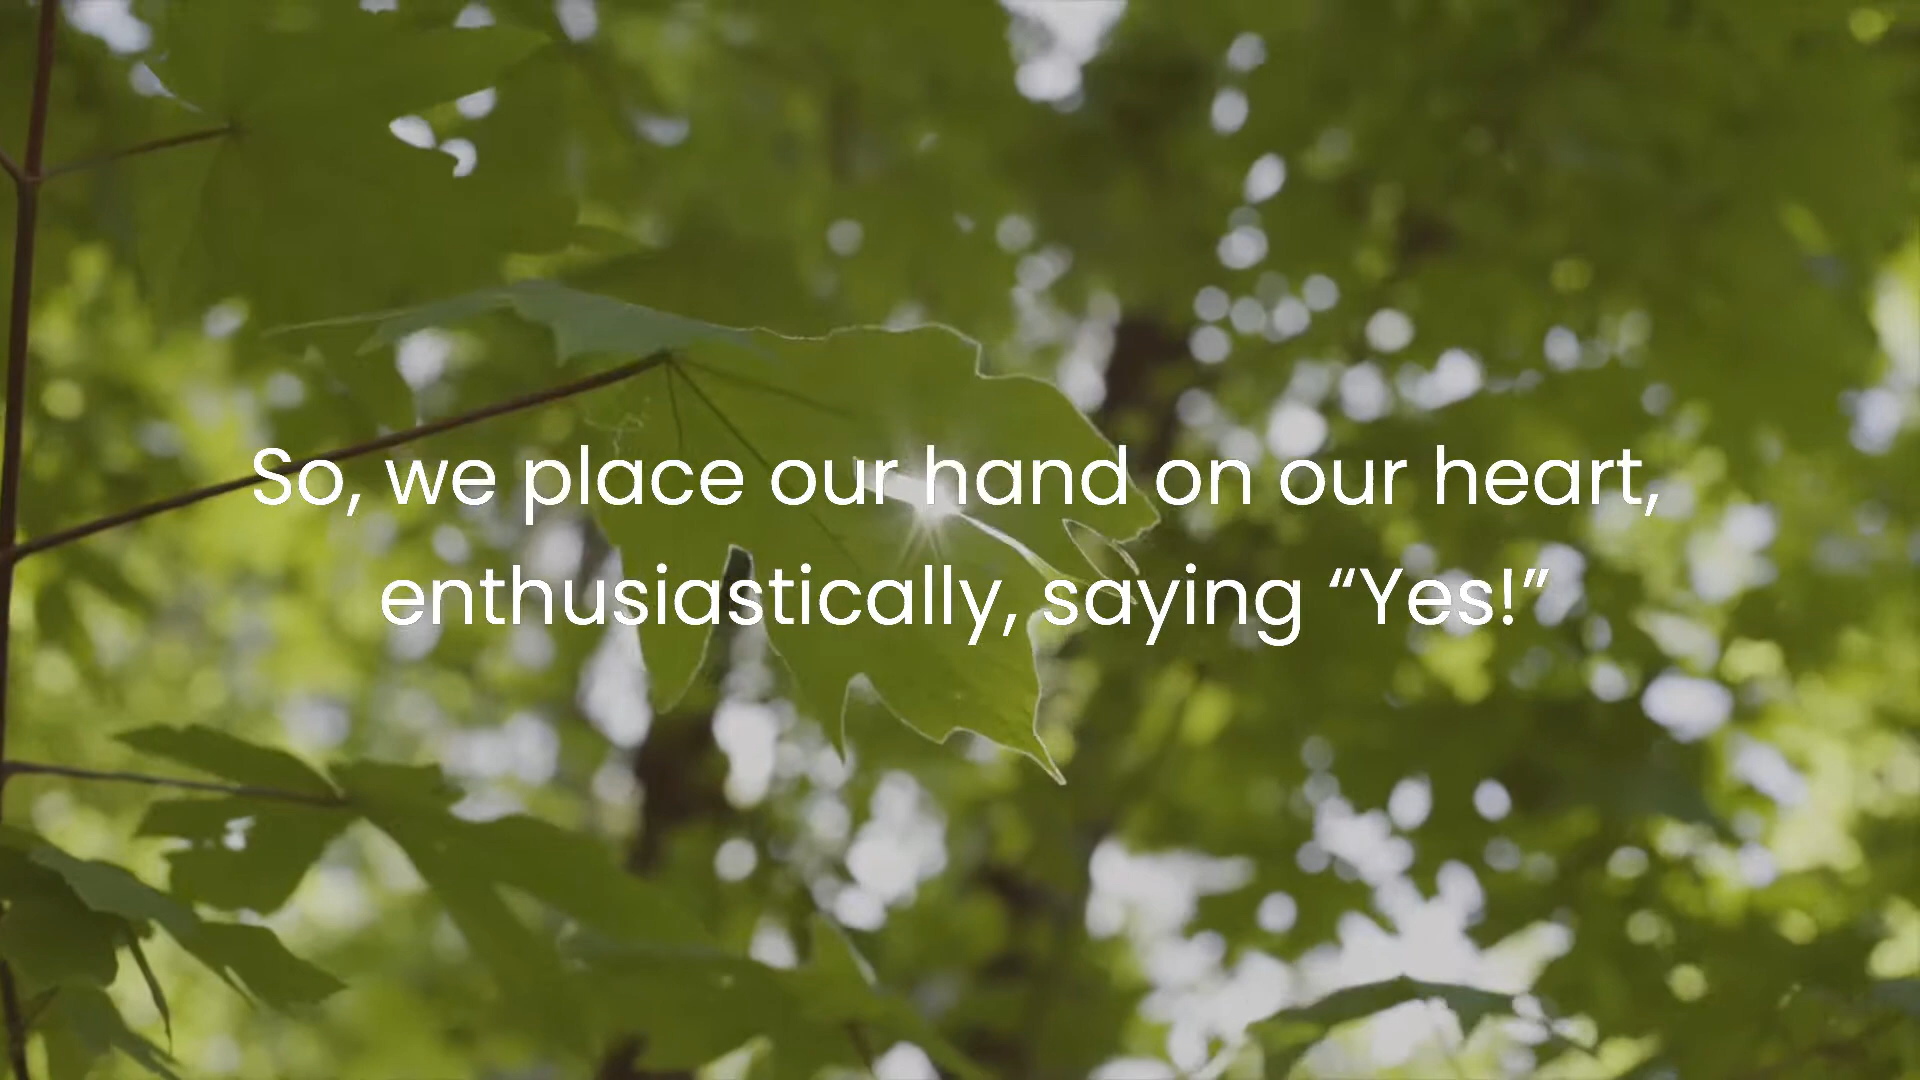 So, we place our hand on our heart,
enthusiastically, saying “Yes!”